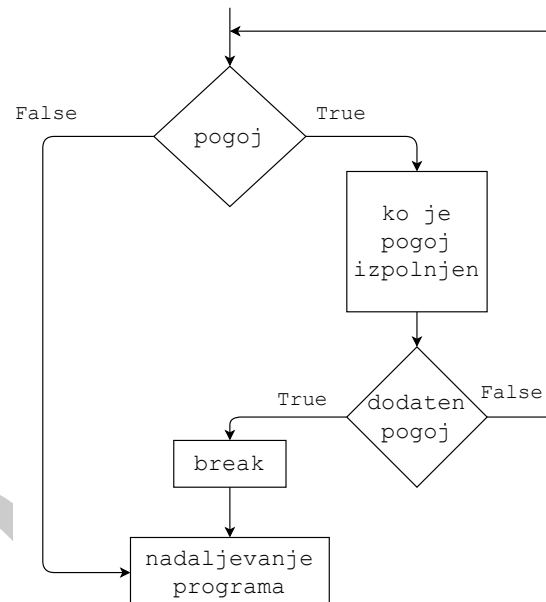 False
True
pogoj
ko je
pogoj
izpolnjen
True
dodaten
pogoj
False
break
nadaljevanje
programa